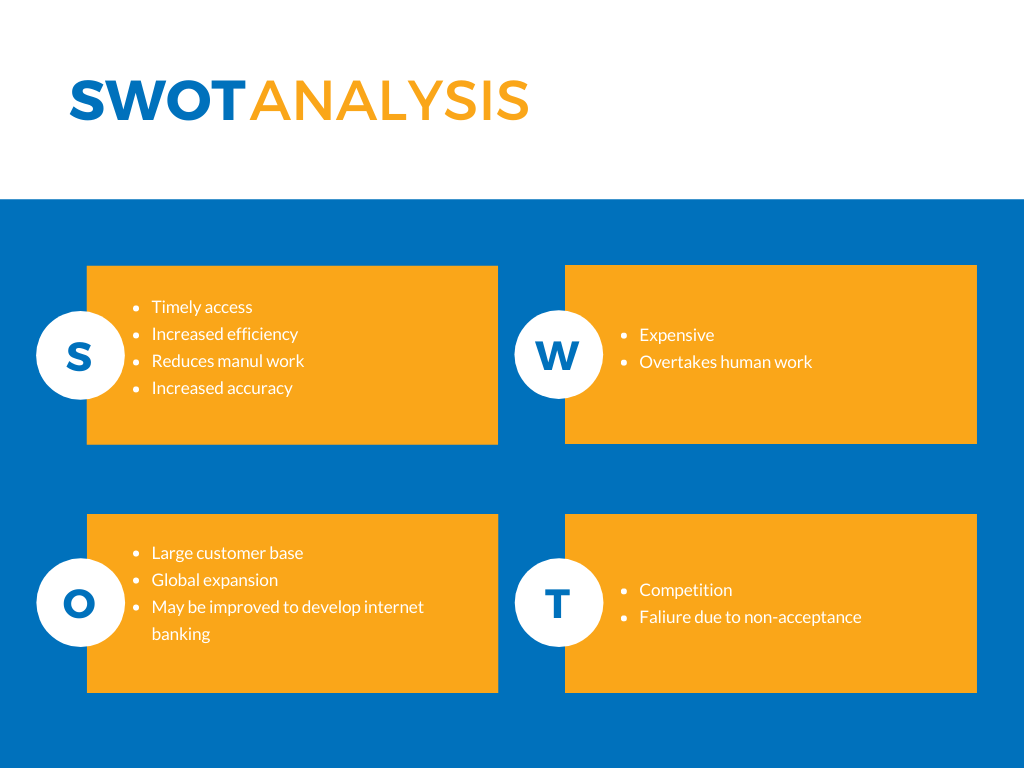 SWOT ANALYSIS
S
• Timely access
• Increased efficiency
• Reduces manul work
• Increased accuracy
W
• Expensive
• Overtakes human work
O
• Large customer base
• Global expansion
• May be improved to develop internet
banking
T
• Competition
• Faliure due to non-acceptance